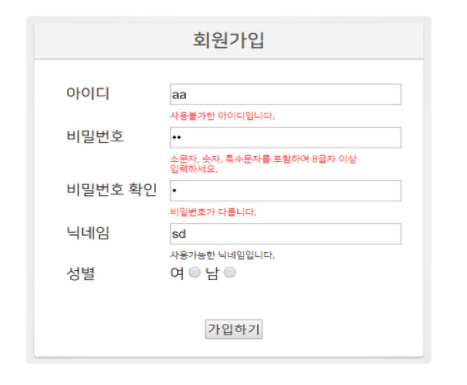 회원가입
아이디 aa
사용불가한 아이디입니다.
비밀번호 ••
소문자, 숫자, 특수문자를 포함하여 8글자 이상
입력하세요.
비밀번호 확인 •
비밀번호가 다릅니다.
닉네임 sd
사용가능한 닉네임입니다.
성별 여 남
가입하기